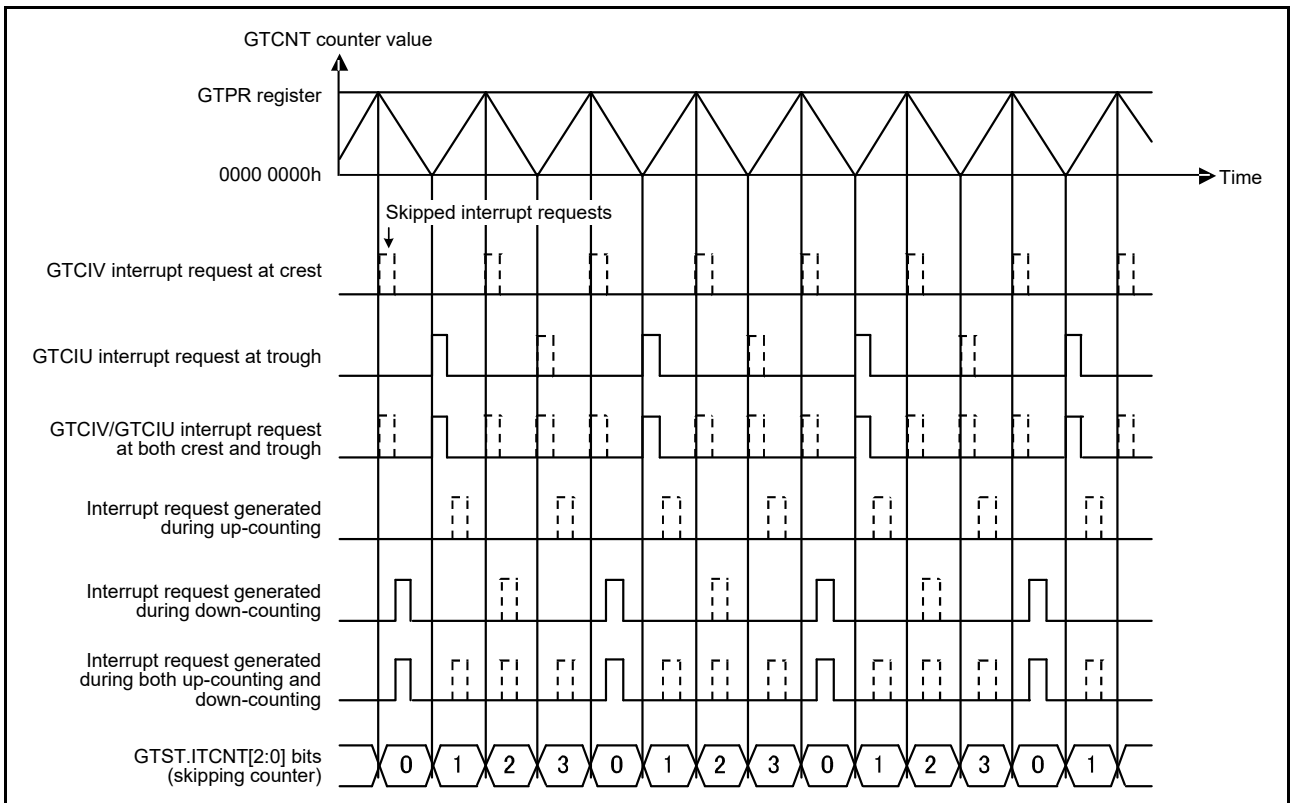 GTCNT counter value
GTPR register
0000 0000h
Time
Skipped interrupt requests
GTCIV interrupt request at crest
GTCIU interrupt request at trough
GTCIV/GTCIU interrupt request
at both crest and trough
Interrupt request generated
during up-counting
Interrupt request generated
during down-counting
Interrupt request generated
during both up-counting and
down-counting
GTST.ITCNT[2:0] bits
(skipping counter)
0 1 2 3 0 1 2 3 0 1 2 3 0 1